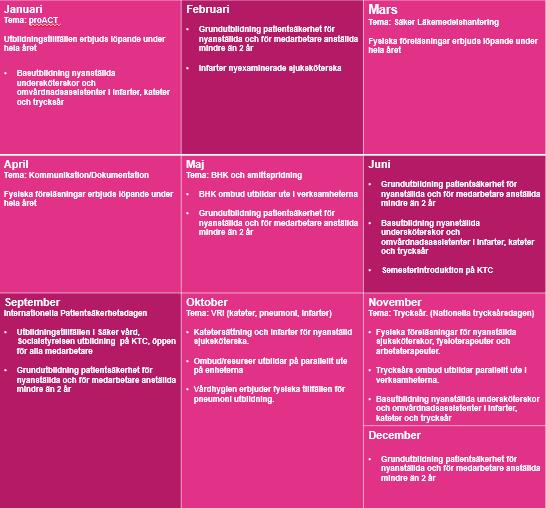 Januari
Tema: proACT
Utbildningstillfällen erbjuds löpande under
hela året
• Basutbildning nyanställda
undersköterskor och
omvårdnadsassistenter i infarter, kateter
och trycksår
Februari
• Grundutbildning patientsäkerhet för
nyanställda och för medarbetare anställda
mindre än 2 år
• Infarter nyexaminerade sjuksköterska
Mars
Tema: Säker Läkemedelshantering
Fysiska föreläsningar erbjuds löpande under
hela året
April
Tema: Kommunikation/Dokumentation
Fysiska föreläsningar erbjuds löpande under
hela året
Maj
Tema: BHK och smittspridning
• BHK ombud utbildar ute i verksamheterna
• Grundutbildning patientsäkerhet för
nyanställda och för medarbetare anställda
mindre än 2 år
Juni
• Grundutbildning patientsäkerhet för
nyanställda och för medarbetare anställda
mindre än 2 år
• Basutbildning nyanställda
undersköterskor och
omvårdnadsassistenter i infarter, kateter
och trycksår
• Semesterintroduktion på KTC
September
Internationella Patientsäkerhetsdagen
• Utbildningstillfällen i Säker vård,
Socialstyrelsen utbildning på KTC, öppen
för alla medarbetare
• Grundutbildning patientsäkerhet för
nyanställda och för medarbetare anställda
mindre än 2 år
Oktober
Tema: VRI (kateter, pneumoni, infarter)
• Katetersättning och infarter för nyanställd
sjuksköterska.
• Ombud/resurser utbildar på parallellt ute
på enheterna
• Vårdhygien erbjuder fysiska tillfällen för
pneumoni utbildning.
November
Tema: Trycksår. (Nationella trycksårsdagen)
• Fysiska föreläsningar för nyanställda
sjuksköterskor, fysioterapeuter och
arbetsterapeuter.
• Trycksårs ombud utbildar parallellt ute i
verksamheterna.
• Basutbildning nyanställda undersköterskor
och omvårdnadsassistenter i infarter,
kateter och trycksår
December
• Grundutbildning patientsäkerhet för
nyanställda och för medarbetare anställda
mindre än 2 år